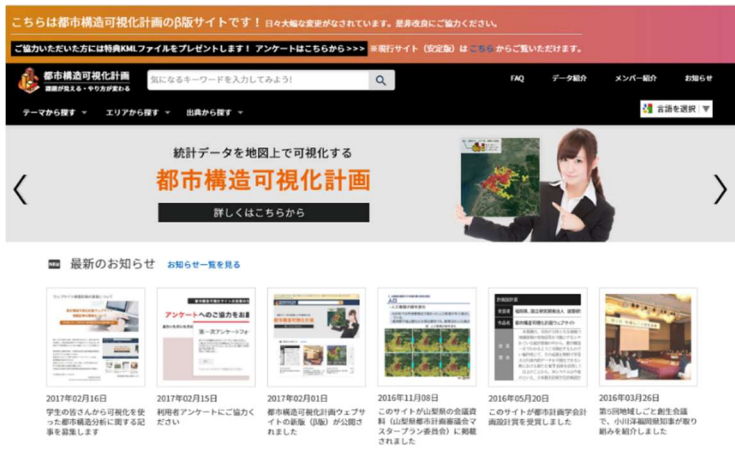 こちらは都市構造可視化計画のβ版サイトです！ 日々大幅な変更がなされています。是非改良にご協力ください。
ご協力いただいた方には特典KMLファイルをプレゼントします！ アンケートはこちらから>>> ※現行サイト（安定版）は こちら からご覧いただけます。
都市構造可視化計画
課題が見える・やり方が変わる
気になるキーワードを入力してみよう!
FAQ データ紹介 メンバー紹介 お知らせ
テーマから探す エリアから探す 出典から探す
言語を選択 ▼
統計データを地図上で可視化する
都市構造可視化計画
詳しくはこちらから
最新のお知らせ お知らせ一覧を見る
アンケートへのご協力をお
第一次アンケートフォ
人口
2017年02月16日
学生の皆さんから可視化を使
った都市構造分析に関する記
事を募集します
2017年02月15日
利用者アンケートにご協力く
ださい
2017年02月01日
都市構造可視化計画ウェブサ
イトの新版（β版）が公開さ
れました
2016年11月08日
このサイトが山梨県の会議資
料（山梨県都市計画審議会マ
スタープラン委員会）に掲載
されました
2016年05月20日
このサイトが都市計画学会計
画設計賞を受賞しました
2016年03月26日
第5回地域しごと創生会議
で、小川洋福岡県知事が取り
組みを紹介しました